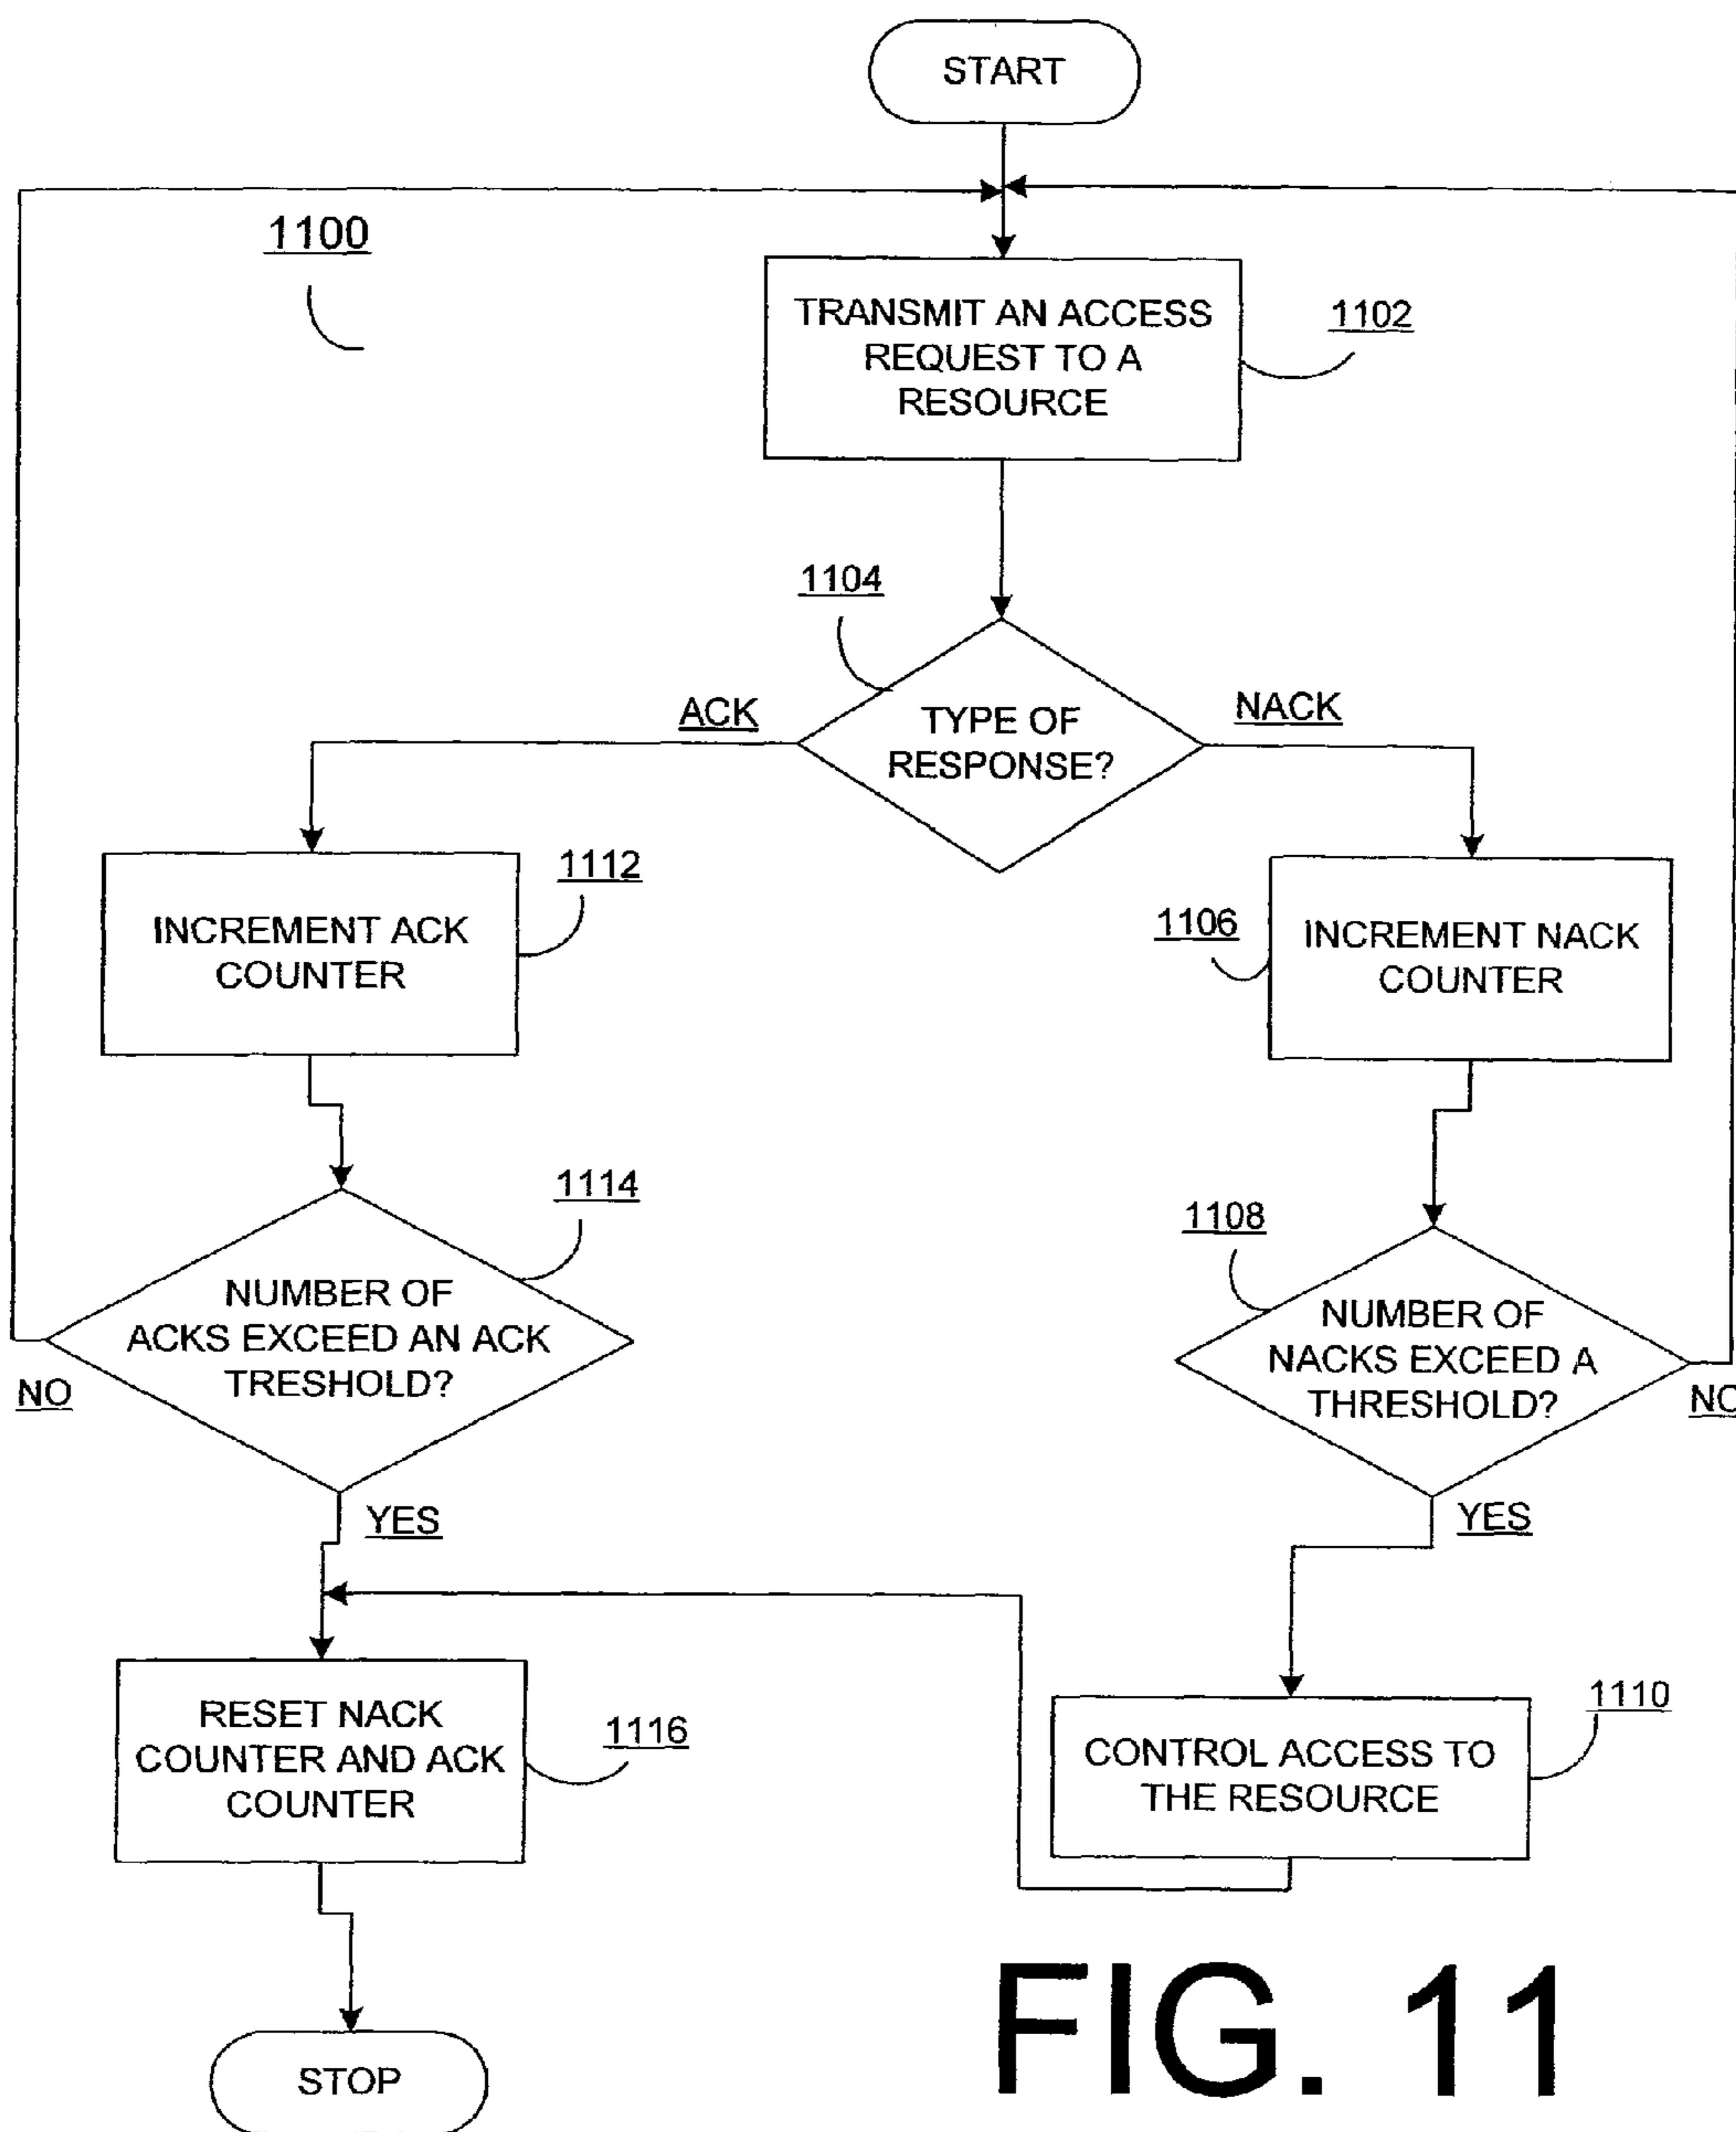 START
1100
TRANSMIT AN ACCESS
REQUEST TO A
RESOURCE
1102
1104
TYPE OF
RESPONSE?
ACK
NACK
INCREMENT ACK
COUNTER
1112
1106
INCREMENT NACK
COUNTER
1114
NUMBER OF
ACKS EXCEED AN ACK
TRESHOLD?
NO
YES
1108
NUMBER OF
NACKS EXCEED A
THRESHOLD?
NO
YES
RESET NACK
COUNTER AND ACK
COUNTER
1116
CONTROL ACCESS TO
THE RESOURCE
1110
STOP
FIG. 11